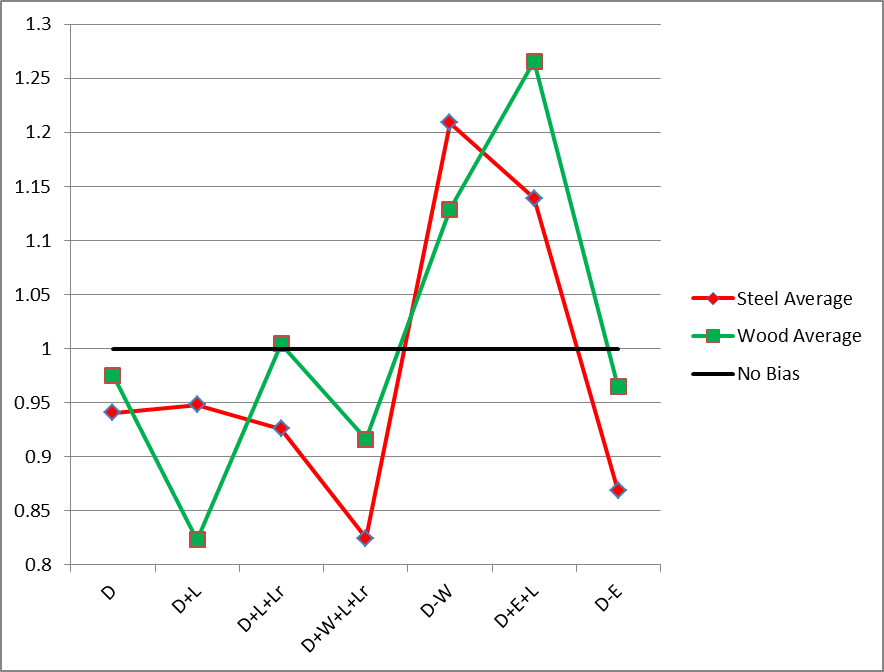 1.3
1.25
1.2
1.15
1.1
1.05
1
0.95
0.9
0.85
0.8
D
D+L
D+L+Lr
D+W+L+Lr
D-W
D+E+L
D-E
Steel Average
Wood Average
No Bias